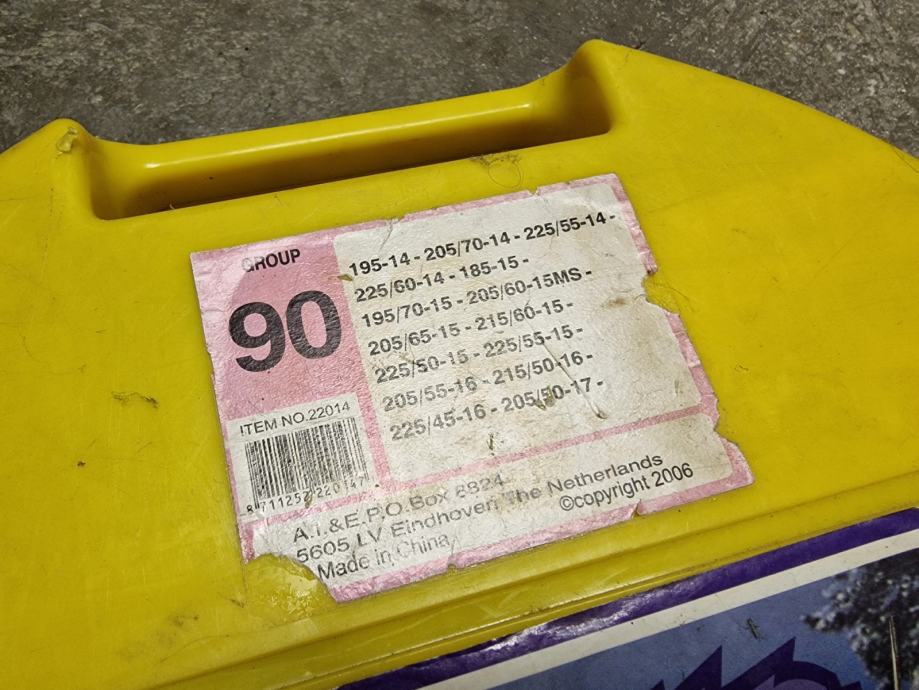 GROUP
90
195-14 - 205/70-14 - 225/55-14-
225/60-14 - 185-15-
195/70-15 - 205/60-15MS-
205/65-15 - 215/60-15-
225/50-15 - 225/55-15-
205/55-16 - 215/50-16-
225/45-16 - 205/50-17-
ITEM NO.22014
8 711252 220147
A.I.&E.P.O.Box 8824
5605 LV Eindhoven The Netherlands
Made in China
©copyright 2006